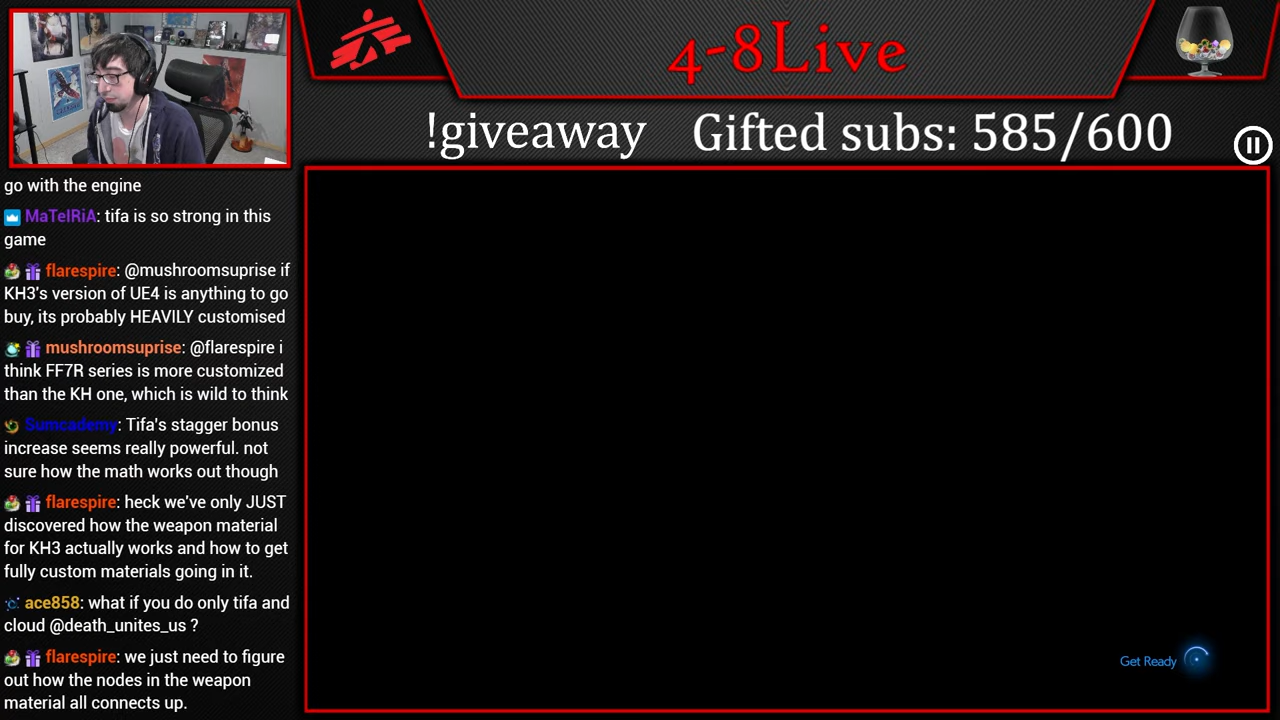 4-8Live
!giveaway Gifted subs: 585/600
go with the engine
MaTeIRiA: tifa is so strong in this
game
flarespire: @mushroomsuprise if
KH3's version of UE4 is anything to go
buy, its probably HEAVILY customised
mushroomsuprise: @flarespire i
think FF7R series is more customized
than the KH one, which is wild to think
Sumcademy: Tifa's stagger bonus
increase seems really powerful. not
sure how the math works out though
flarespire: heck we've only JUST
discovered how the weapon material
for KH3 actually works and how to get
fully custom materials going in it.
ace858: what if you do only tifa and
cloud @death_unites_us ?
flarespire: we just need to figure
out how the nodes in the weapon
material all connects up.
Get Ready